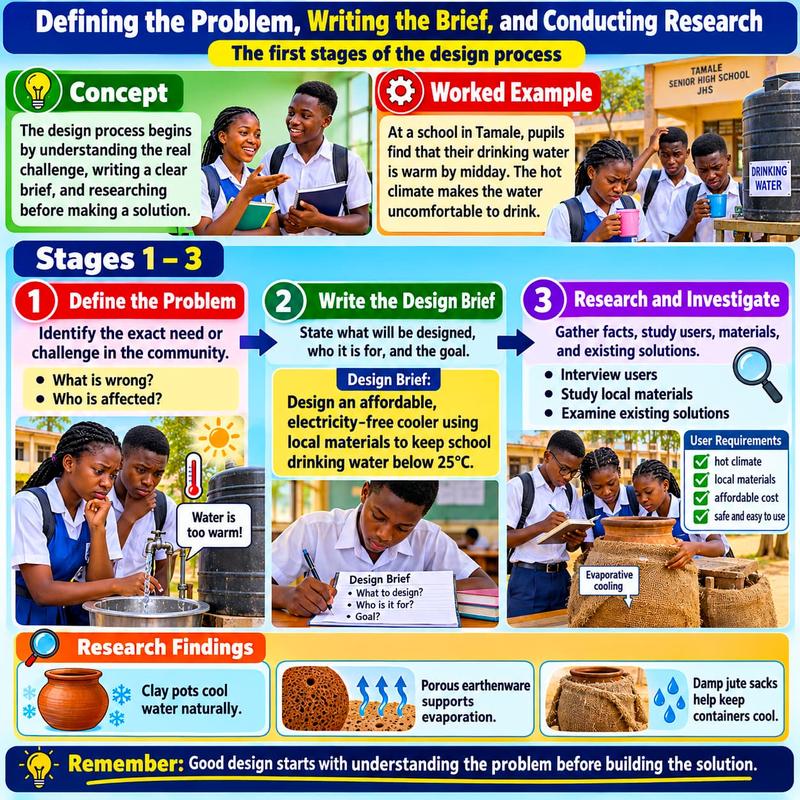 Defining the Problem, Writing the Brief, and Conducting Research
The first stages of the design process
Concept
The design process begins
by understanding the real
challenge, writing a clear
brief, and researching
before making a solution.
Worked Example
At a school in Tamale, pupils
find that their drinking water
is warm by midday. The hot
climate makes the water
uncomfortable to drink.
TAMALE
SENIOR HIGH SCHOOL
JHS
DRINKING
WATER
Stages 1 – 3
1 Define the Problem
Identify the exact need or
challenge in the community.
• What is wrong?
• Who is affected?
Water is
too warm!
2 Write the Design Brief
State what will be designed,
who it is for, and the goal.
Design Brief:
Design an affordable,
electricity-free cooler using
local materials to keep school
drinking water below 25°C.
Design Brief
• What to design?
• Who is it for?
• Goal?
3 Research and Investigate
Gather facts, study users, materials,
and existing solutions.
• Interview users
• Study local materials
• Examine existing solutions
User Requirements
hot climate
local materials
affordable cost
safe and easy to use
Evaporative
cooling
Research Findings
Clay pots cool
water naturally.
Porous earthenware
supports
evaporation.
Damp jute sacks
help keep
containers cool.
Remember: Good design starts with understanding the problem before building the solution.